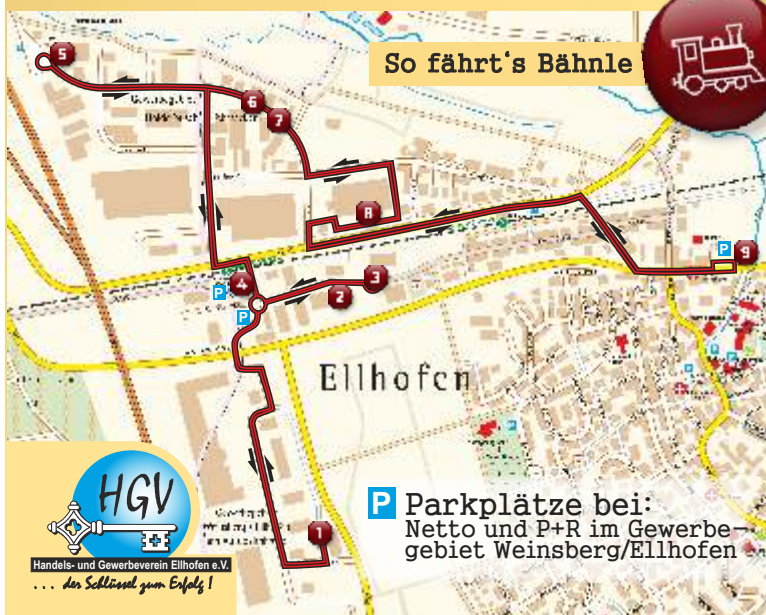 So fährt's Bähnle
5
6
7
8
P
9
4
3
2
P
P
Ellhofen
1
HGV
Handels- und Gewerbeverein Ellhofen e.V.
... der Schlüssel zum Erfolg !
P Parkplätze bei:
Netto und P+R im Gewerbe-
gebiet Weinsberg/Ellhofen